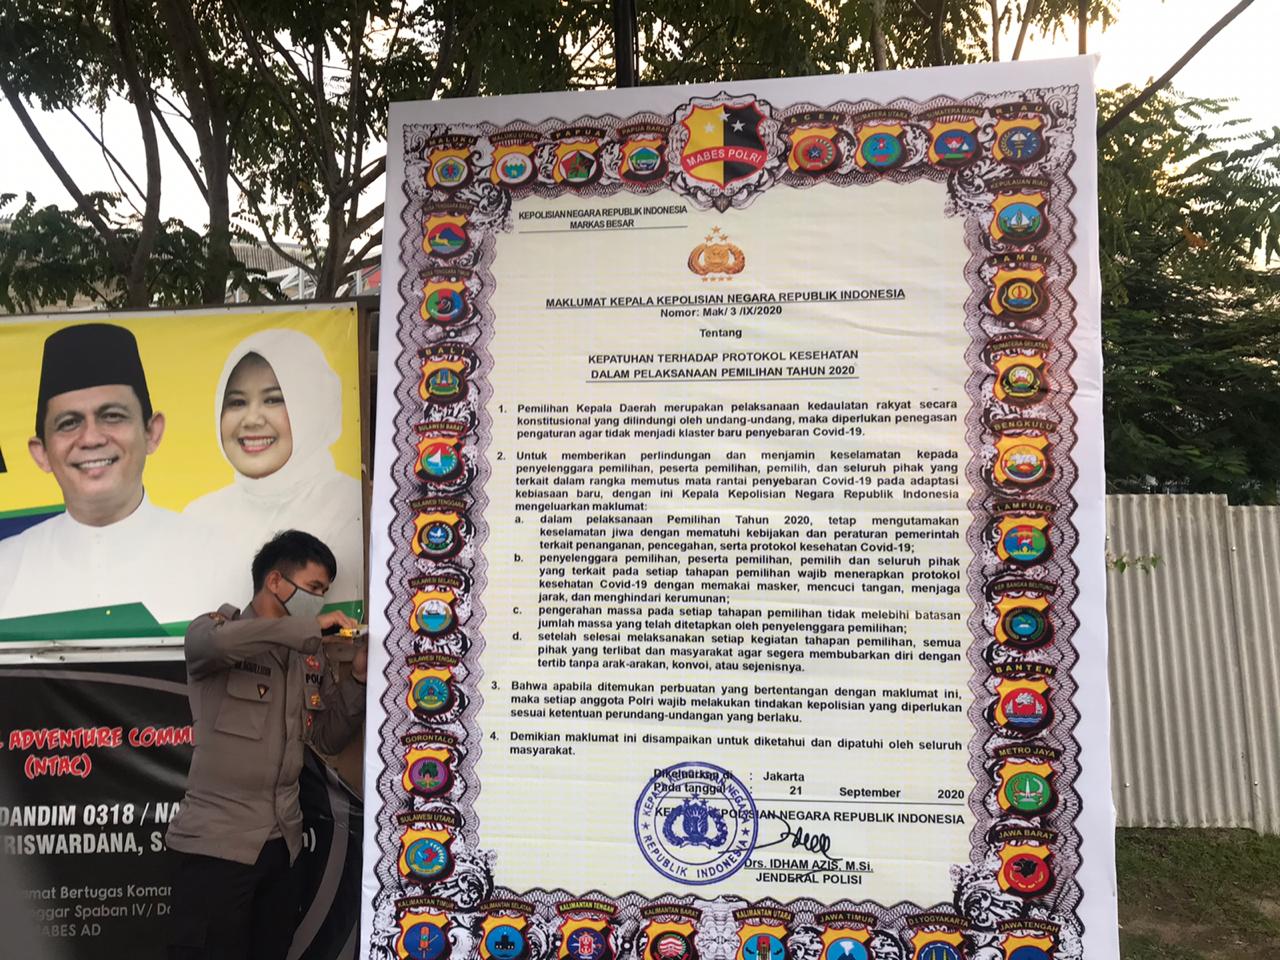 MALUKU
MALUKU UTARA
PAPUA
PAPUA BARAT
MABES POLRI
ACEH
SUMATERA UTARA
SUMATERA BARAT
RIAU
KEPULAUAN RIAU
JAMBI
SUMATERA SELATAN
BENGKULU
LAMPUNG
KEP. BANGKA BELITUNG
BANTEN
METRO JAYA
JAWA BARAT
JAWA TENGAH
D.I YOGYAKARTA
JAWA TIMUR
KALIMANTAN UTARA
KALIMANTAN BARAT
KALIMANTAN TENGAH
KALIMANTAN SELATAN
KALIMANTAN TIMUR
SULAWESI UTARA
GORONTALO
SULAWESI TENGAH
SULAWESI SELATAN
SULAWESI TENGGARA
SULAWESI BARAT
BALI
KEPOLISIAN NEGARA REPUBLIK INDONESIA
MARKAS BESAR
MAKLUMAT KEPALA KEPOLISIAN NEGARA REPUBLIK INDONESIA
Nomor: Mak/ 3 /IX/2020
Tentang
KEPATUHAN TERHADAP PROTOKOL KESEHATAN
DALAM PELAKSANAAN PEMILIHAN TAHUN 2020
1. Pemilihan Kepala Daerah merupakan pelaksanaan kedaulatan rakyat secara
konstitusional yang dilindungi oleh undang-undang, maka diperlukan penegasan
pengaturan agar tidak menjadi klaster baru penyebaran Covid-19.
2. Untuk memberikan perlindungan dan menjamin keselamatan kepada
penyelenggara pemilihan, peserta pemilihan, pemilih, dan seluruh pihak yang
terkait dalam rangka memutus mata rantai penyebaran Covid-19 pada adaptasi
kebiasaan baru, dengan ini Kepala Kepolisian Negara Republik Indonesia
mengeluarkan maklumat:
a. dalam pelaksanaan Pemilihan Tahun 2020, tetap mengutamakan
keselamatan jiwa dengan mematuhi kebijakan dan peraturan pemerintah
terkait penanganan, pencegahan, serta protokol kesehatan Covid-19;
b. penyelenggara pemilihan, peserta pemilihan, pemilih dan seluruh pihak
yang terkait pada setiap tahapan pemilihan wajib menerapkan protokol
kesehatan Covid-19 dengan memakai masker, mencuci tangan, menjaga
jarak, dan menghindari kerumunan;
c. pengerahan massa pada setiap tahapan pemilihan tidak melebihi batasan
jumlah massa yang telah ditetapkan oleh penyelenggara pemilihan;
d. setelah selesai melaksanakan setiap kegiatan tahapan pemilihan, semua
pihak yang terlibat dan masyarakat agar segera membubarkan diri dengan
tertib tanpa arak-arakan, konvoi, atau sejenisnya.
3. Bahwa apabila ditemukan perbuatan yang bertentangan dengan maklumat ini,
maka setiap anggota Polri wajib melakukan tindakan kepolisian yang diperlukan
sesuai ketentuan perundang-undangan yang berlaku.
4. Demikian maklumat ini disampaikan untuk diketahui dan dipatuhi oleh seluruh
masyarakat.
Dikeluarkan di : Jakarta
Pada tanggal : 21 September 2020
NEGARA REPUBLIK INDONESIA
KEPALA KEPOLISIAN NEGARA
REPUBLIK INDONESIA
Drs. IDHAM AZIS, M.Si.
JENDERAL POLISI
ADVENTURE COMM
(NTAC)
DANDIM 0318 / NA
RISWARDANA, S.
amat Bertugas Koman
nggar Spaban IV/ Da
MABES AD